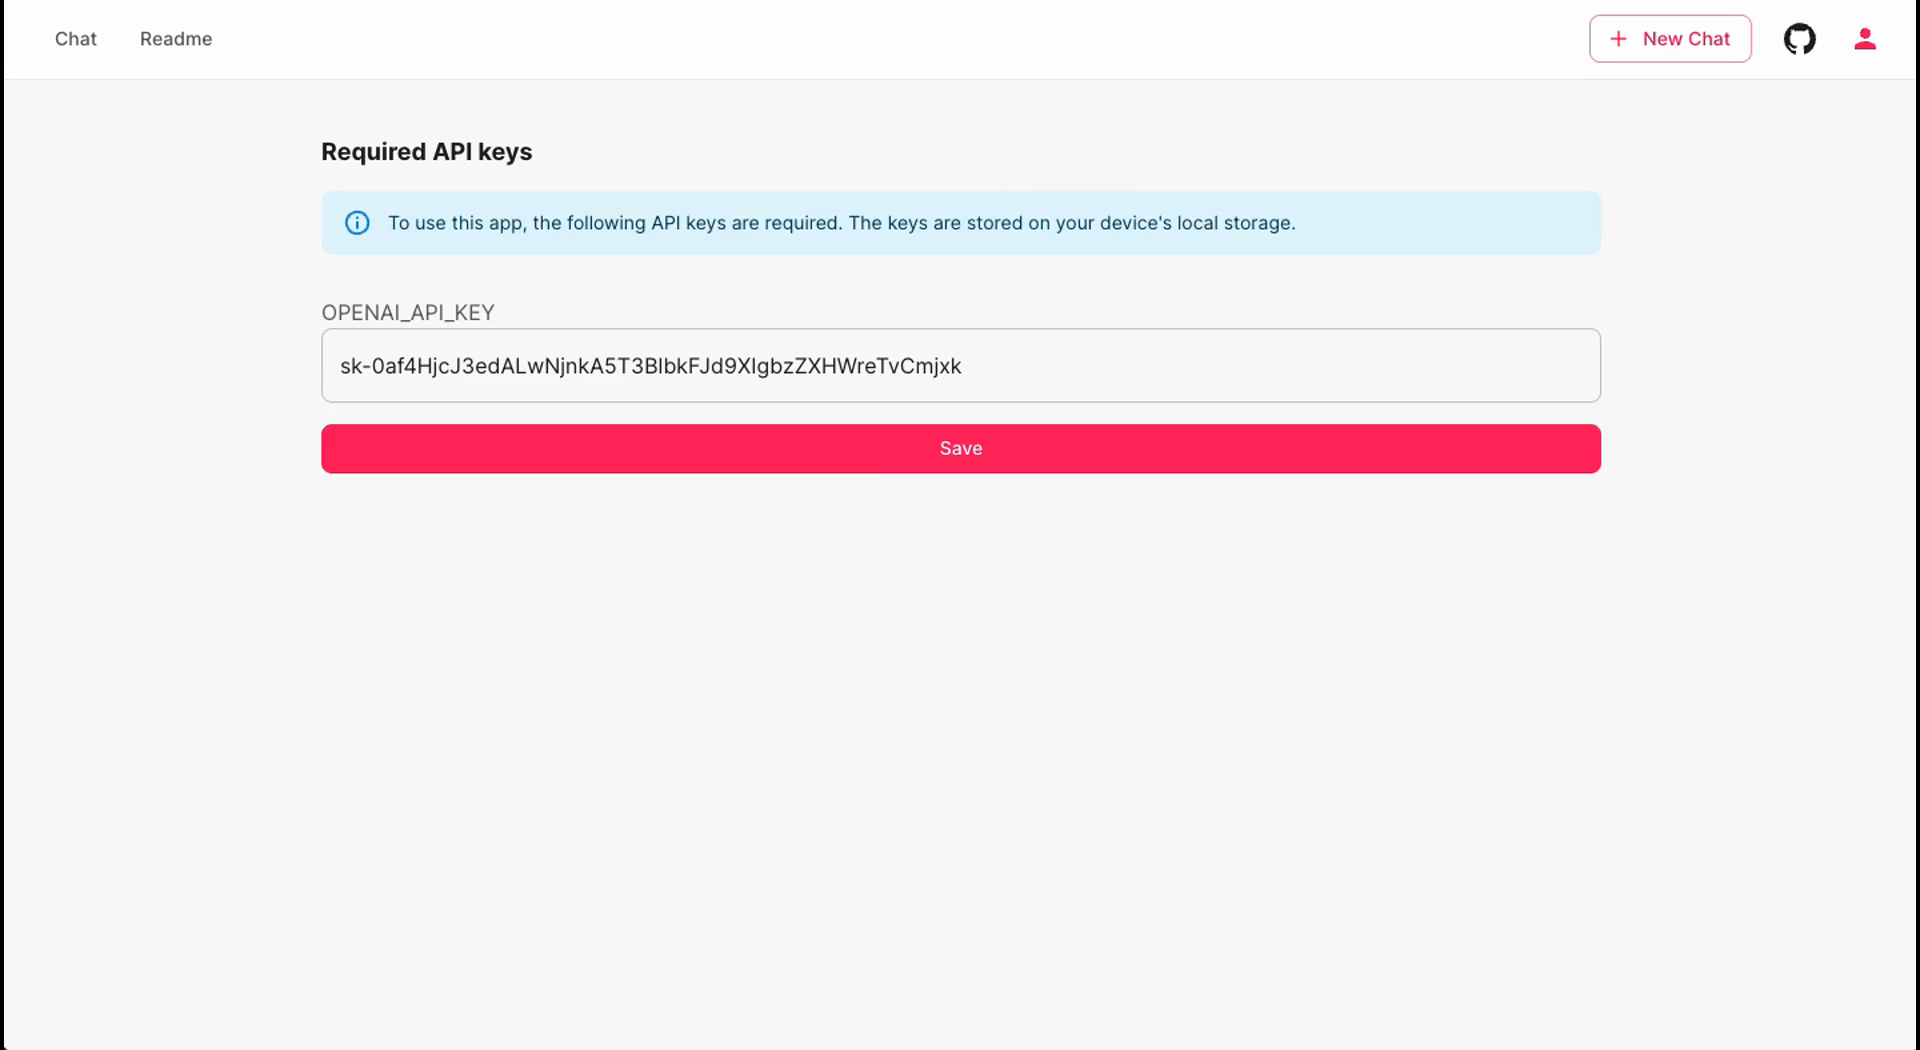 Chat
Readme
New Chat
Required API keys
To use this app, the following API keys are required. The keys are stored on your device's local storage.
OPENAI_API_KEY
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
Save